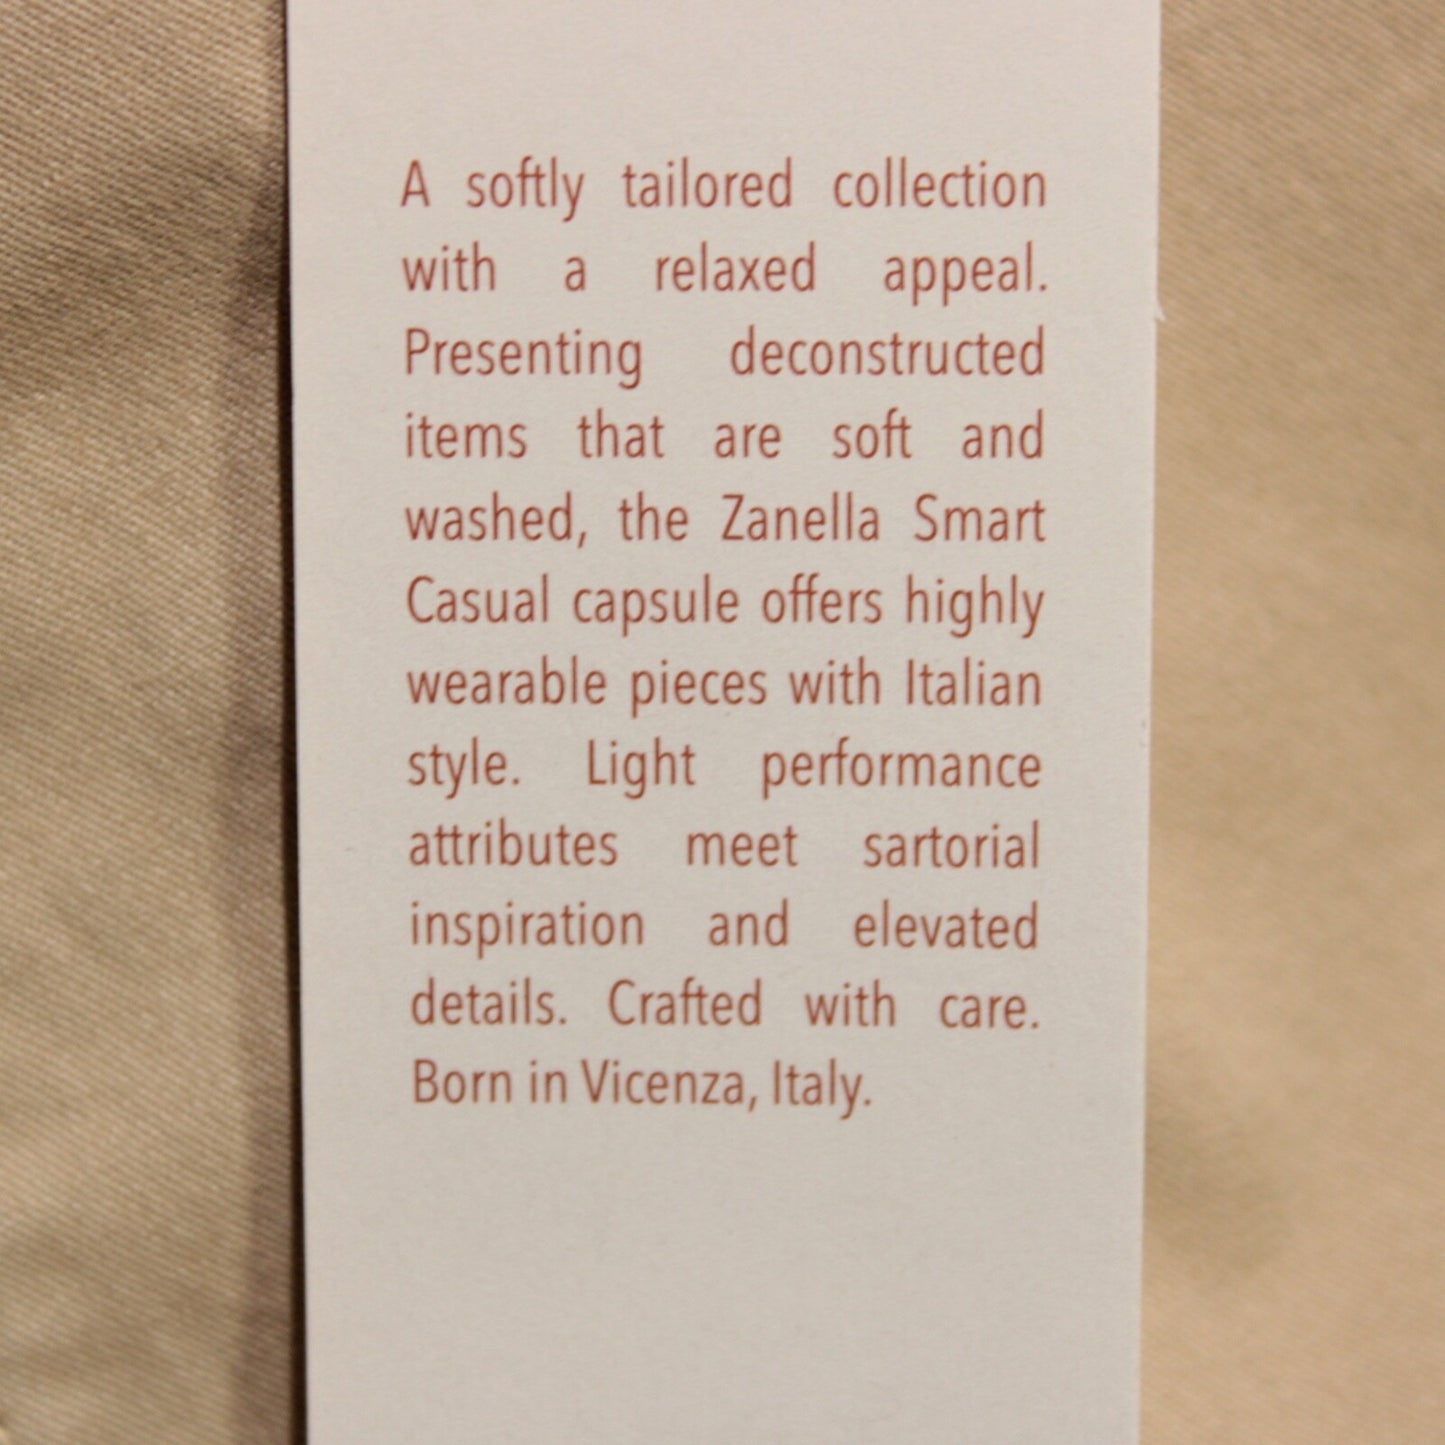 A softly tailored collection
with a relaxed appeal.
Presenting deconstructed
items that are soft and
washed, the Zanella Smart
Casual capsule offers highly
wearable pieces with Italian
style. Light performance
attributes meet sartorial
inspiration and elevated
details. Crafted with care.
Born in Vicenza, Italy.